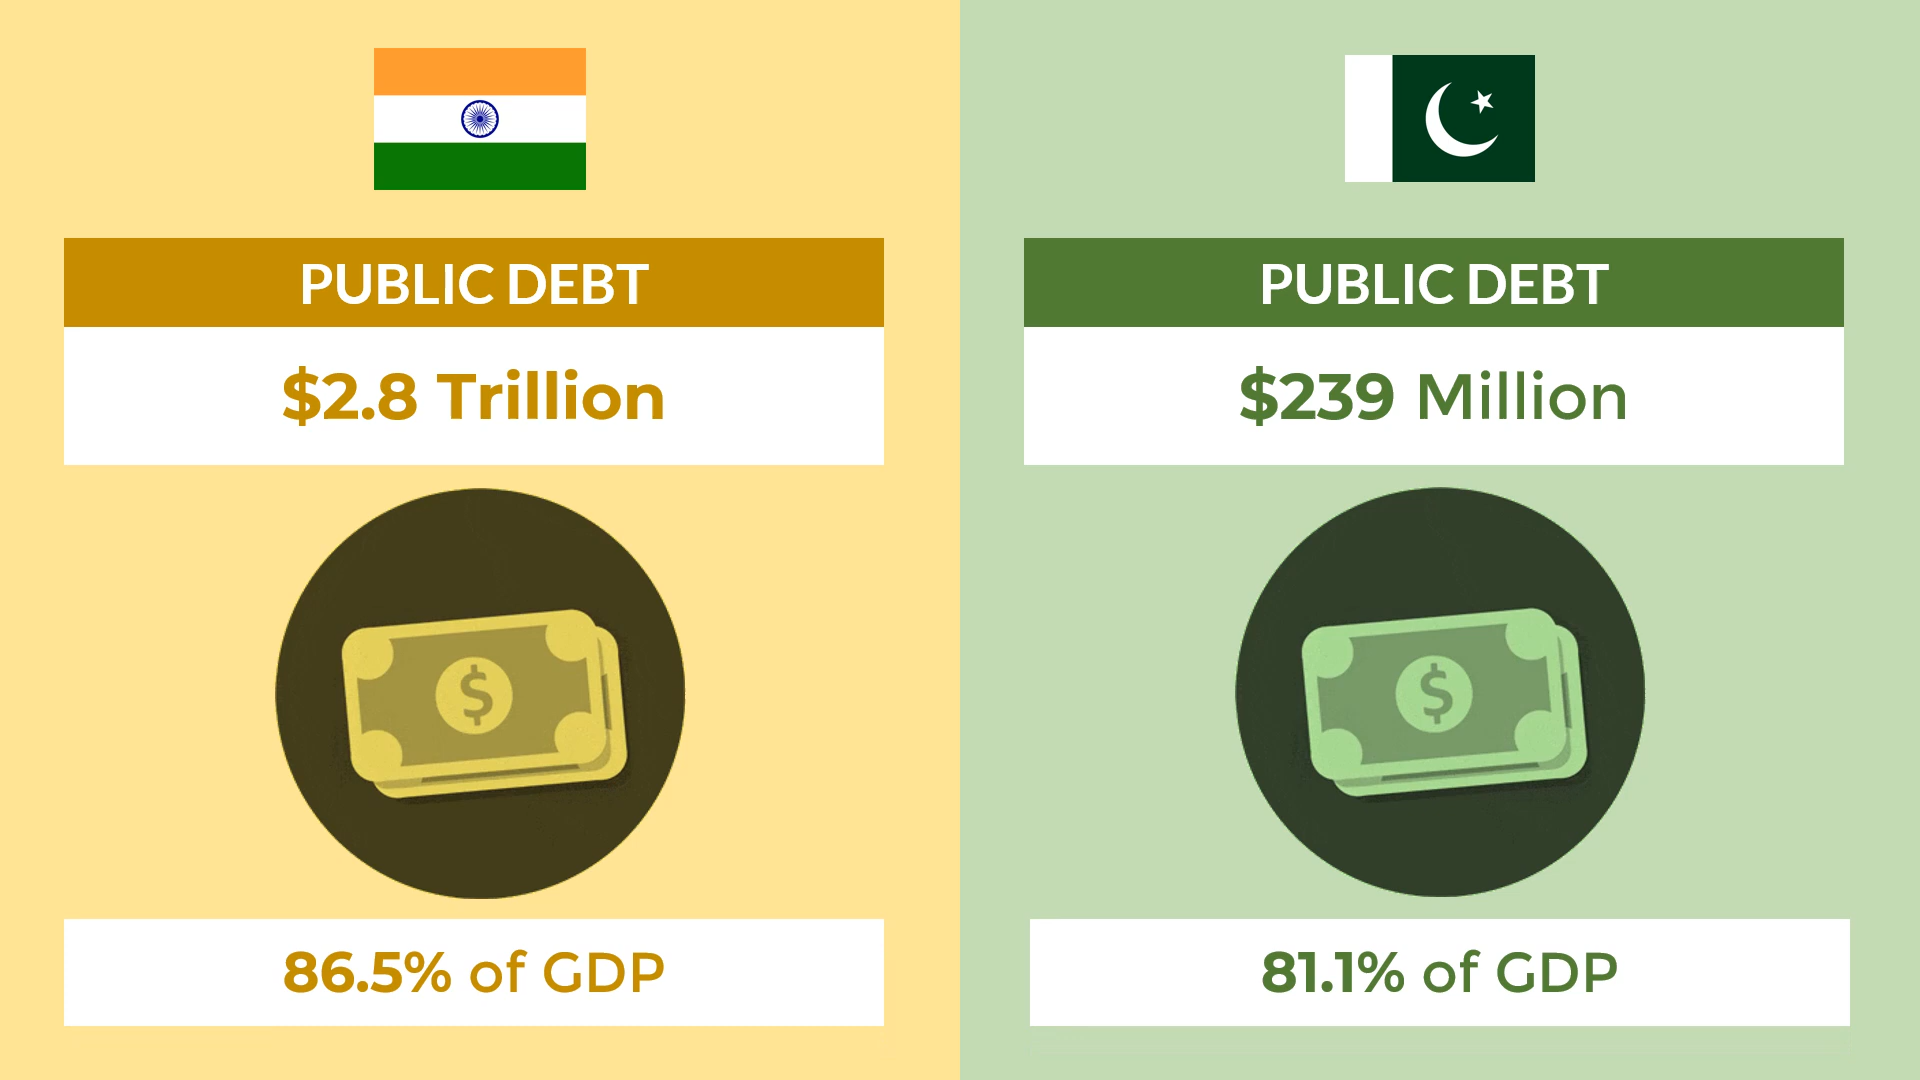 PUBLIC DEBT
$2.8 Trillion
$
86.5% of GDP
PUBLIC DEBT
$239 Million
$
81.1% of GDP